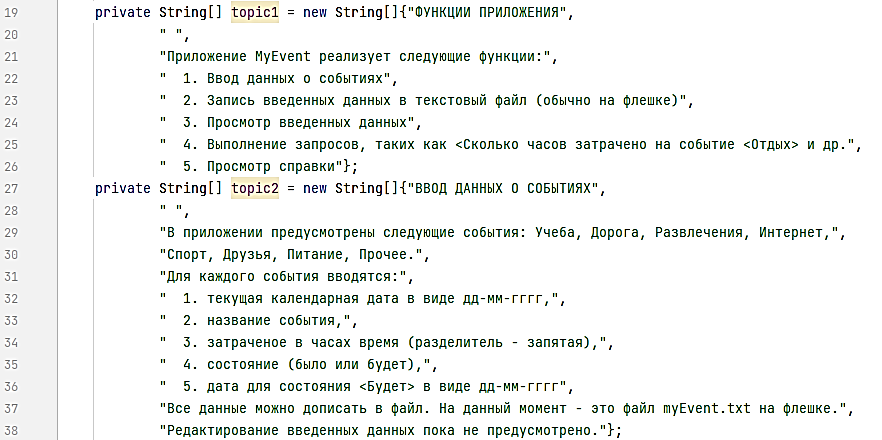 19 private String[] topic1 = new String[]{"ФУНКЦИИ ПРИЛОЖЕНИЯ",
20 " ",
21 "Приложение MyEvent реализует следующие функции:",
22 "  1. Ввод данных о событиях",
23 "  2. Запись введенных данных в текстовый файл (обычно на флешке)",
24 "  3. Просмотр введенных данных",
25 "  4. Выполнение запросов, таких как <Сколько часов затрачено на событие <Отдых> и др.",
26 "  5. Просмотр справки"};
27 private String[] topic2 = new String[]{"ВВОД ДАННЫХ О СОБЫТИЯХ",
28 " ",
29 "В приложении предусмотрены следующие события: Учеба, Дорога, Развлечения, Интернет,",
30 "Спорт, Друзья, Питание, Прочее.",
31 "Для каждого события вводятся:",
32 "  1. текущая календарная дата в виде дд-мм-гггг,",
33 "  2. название события,",
34 "  3. затраченое в часах время (разделитель - запятая),",
35 "  4. состояние (было или будет),",
36 "  5. дата для состояния <Будет> в виде дд-мм-гггг",
37 "Все данные можно дописать в файл. На данный момент - это файл myEvent.txt на флешке.",
38 "Редактирование введенных данных пока не предусмотрено."};